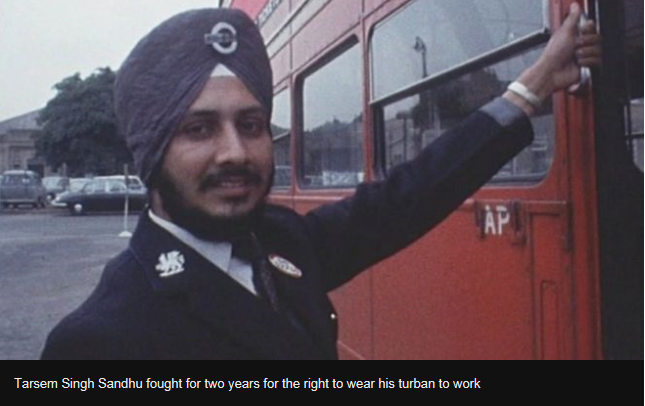 AP
Tarsem Singh Sandhu fought for two years for the right to wear his turban to work